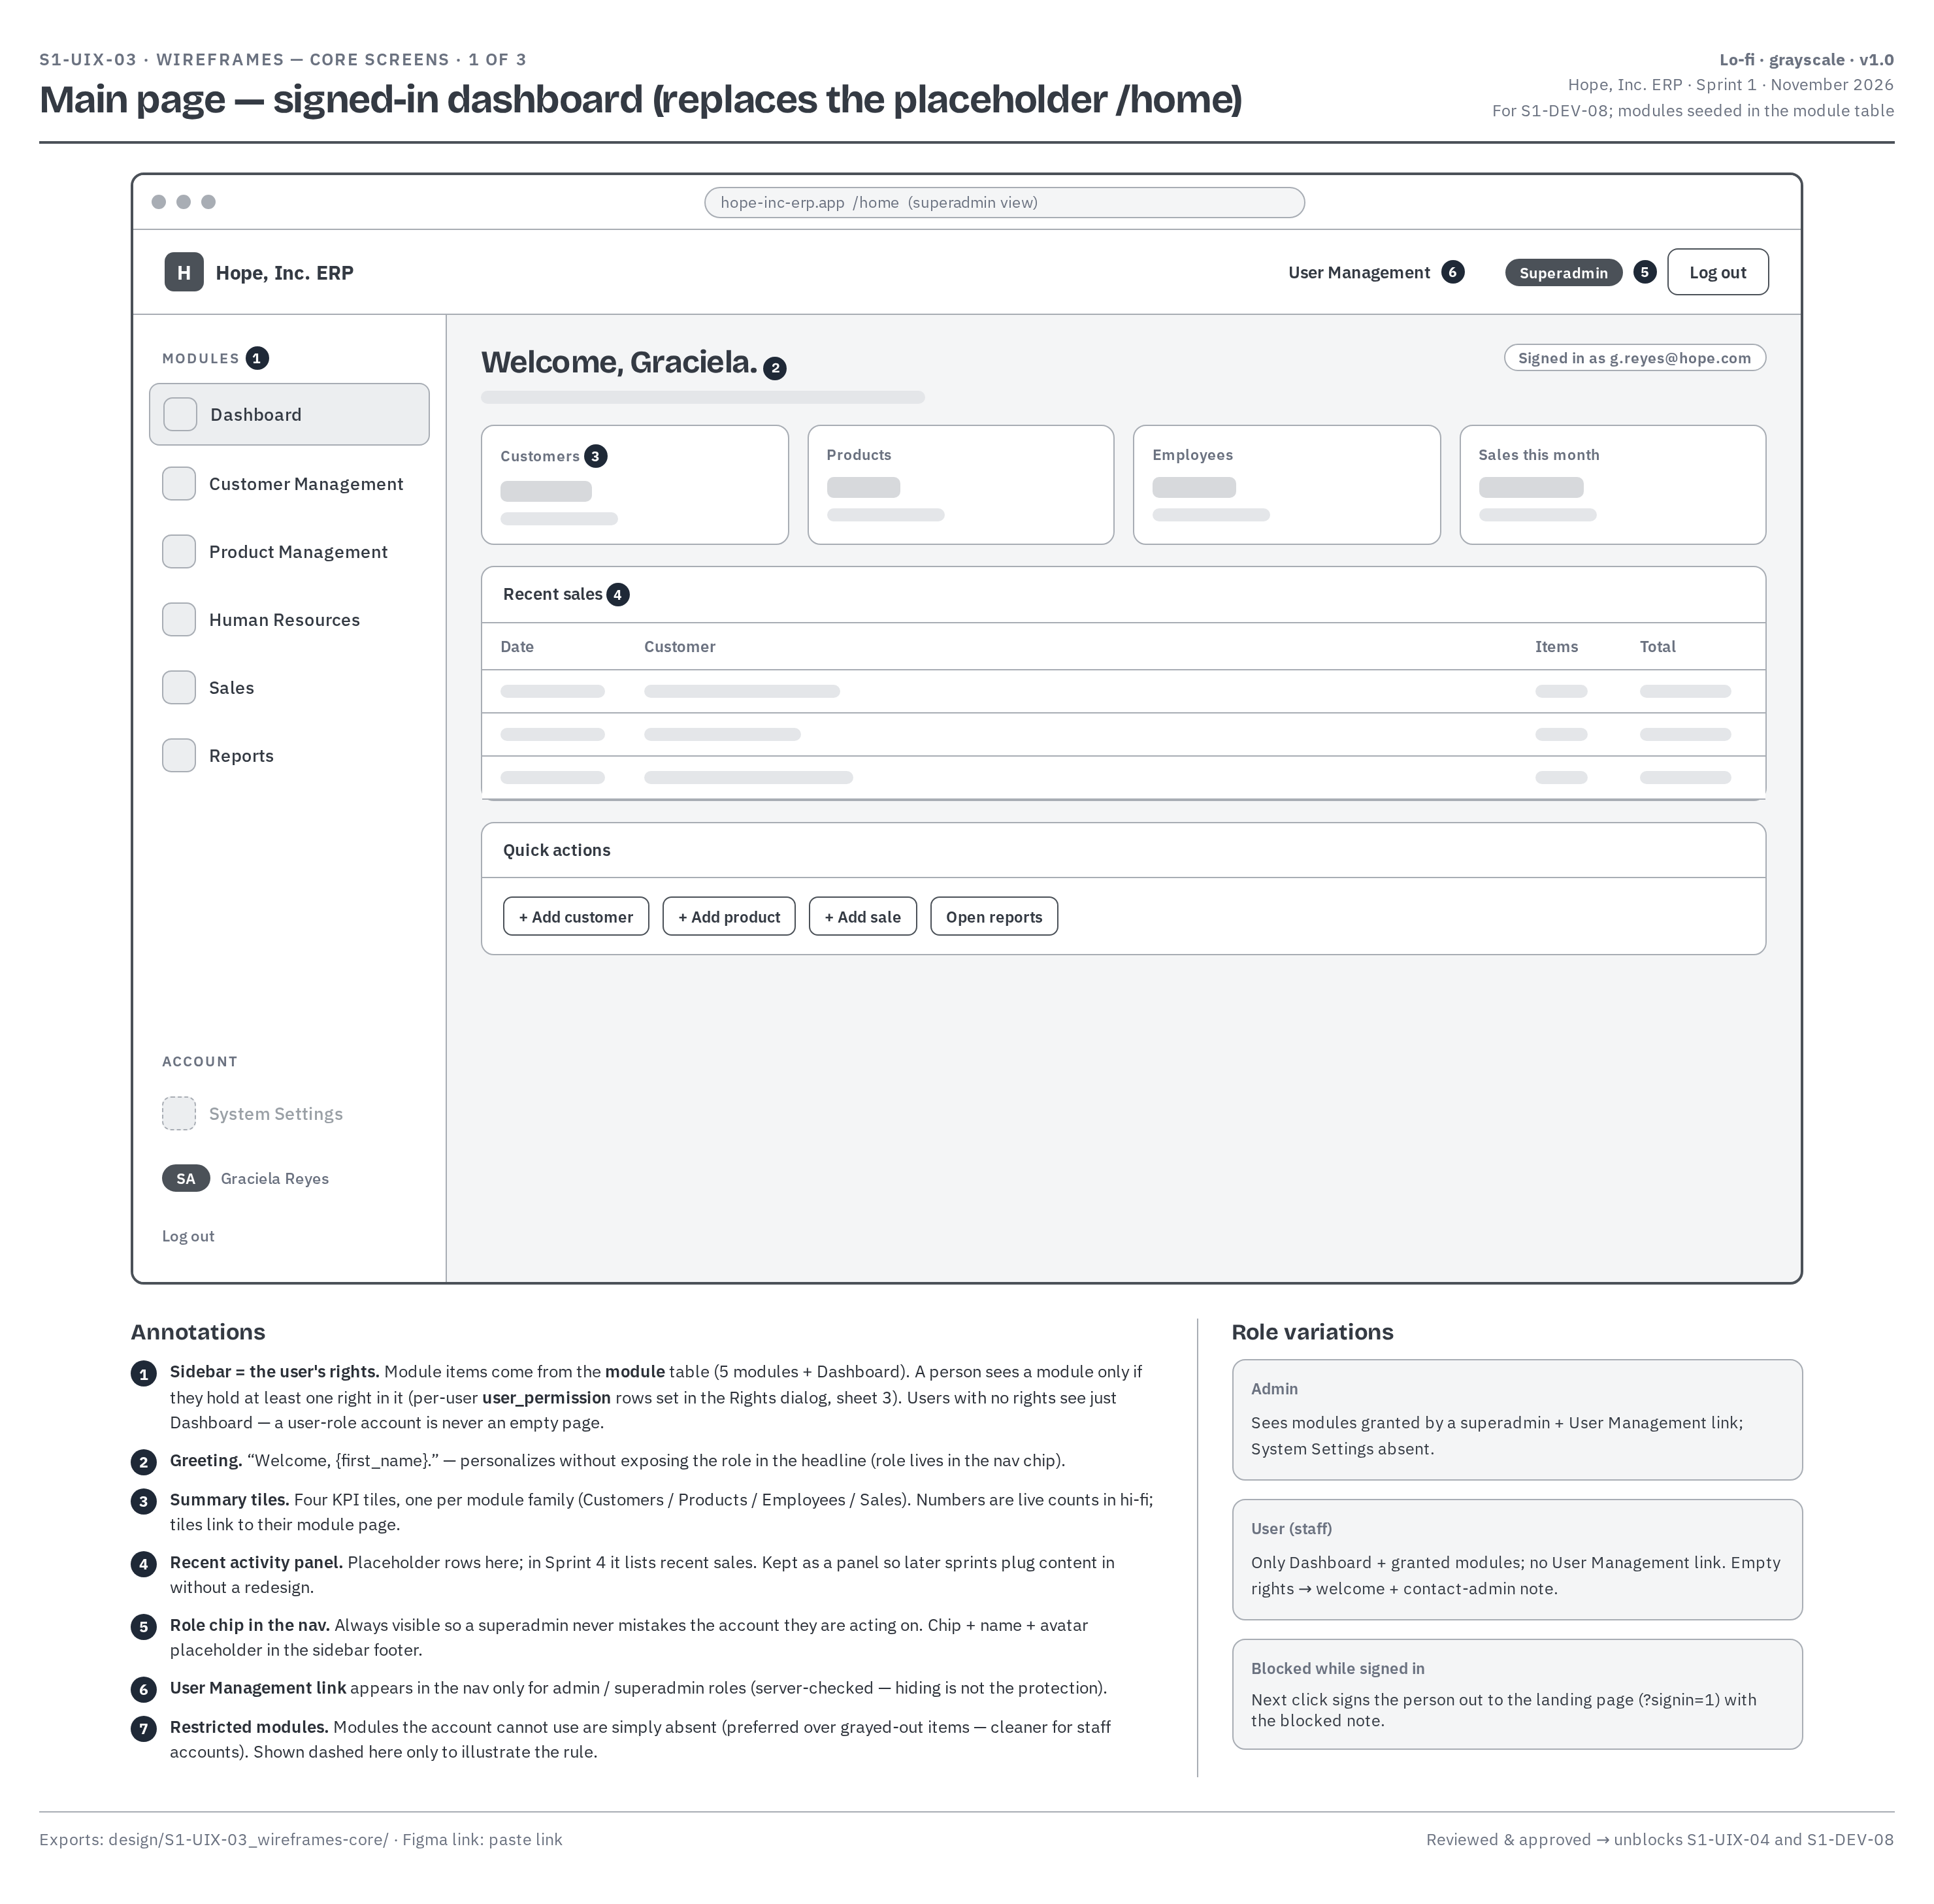 S1-UIX-03 · WIREFRAMES — CORE SCREENS · 1 OF 3
Main page — signed-in dashboard (replaces the placeholder /home)
Lo-fi · grayscale · v1.0
Hope, Inc. ERP · Sprint 1 · November 2026
For S1-DEV-08; modules seeded in the module table
hope-inc-erp.app /home (superadmin view)
H Hope, Inc. ERP
User Management 6 Superadmin 5 Log out
MODULES 1
Dashboard
Customer Management
Product Management
Human Resources
Sales
Reports
ACCOUNT
System Settings
SA Graciela Reyes
Log out
Welcome, Graciela. 2
Signed in as g.reyes@hope.com
Customers 3
Products
Employees
Sales this month
Recent sales 4
Date Customer Items Total
Quick actions
+ Add customer + Add product + Add sale Open reports
Annotations
1 Sidebar = the user's rights. Module items come from the module table (5 modules + Dashboard). A person sees a module only if
they hold at least one right in it (per-user user_permission rows set in the Rights dialog, sheet 3). Users with no rights see just
Dashboard — a user-role account is never an empty page.
2 Greeting. “Welcome, {first_name}.” — personalizes without exposing the role in the headline (role lives in the nav chip).
3 Summary tiles. Four KPI tiles, one per module family (Customers / Products / Employees / Sales). Numbers are live counts in hi-fi;
tiles link to their module page.
4 Recent activity panel. Placeholder rows here; in Sprint 4 it lists recent sales. Kept as a panel so later sprints plug content in
without a redesign.
5 Role chip in the nav. Always visible so a superadmin never mistakes the account they are acting on. Chip + name + avatar
placeholder in the sidebar footer.
6 User Management link appears in the nav only for admin / superadmin roles (server-checked — hiding is not the protection).
7 Restricted modules. Modules the account cannot use are simply absent (preferred over grayed-out items — cleaner for staff
accounts). Shown dashed here only to illustrate the rule.
Role variations
Admin
Sees modules granted by a superadmin + User Management link;
System Settings absent.
User (staff)
Only Dashboard + granted modules; no User Management link. Empty
rights → welcome + contact-admin note.
Blocked while signed in
Next click signs the person out to the landing page (?signin=1) with
the blocked note.
Exports: design/S1-UIX-03_wireframes-core/ · Figma link: paste link
Reviewed & approved → unblocks S1-UIX-04 and S1-DEV-08